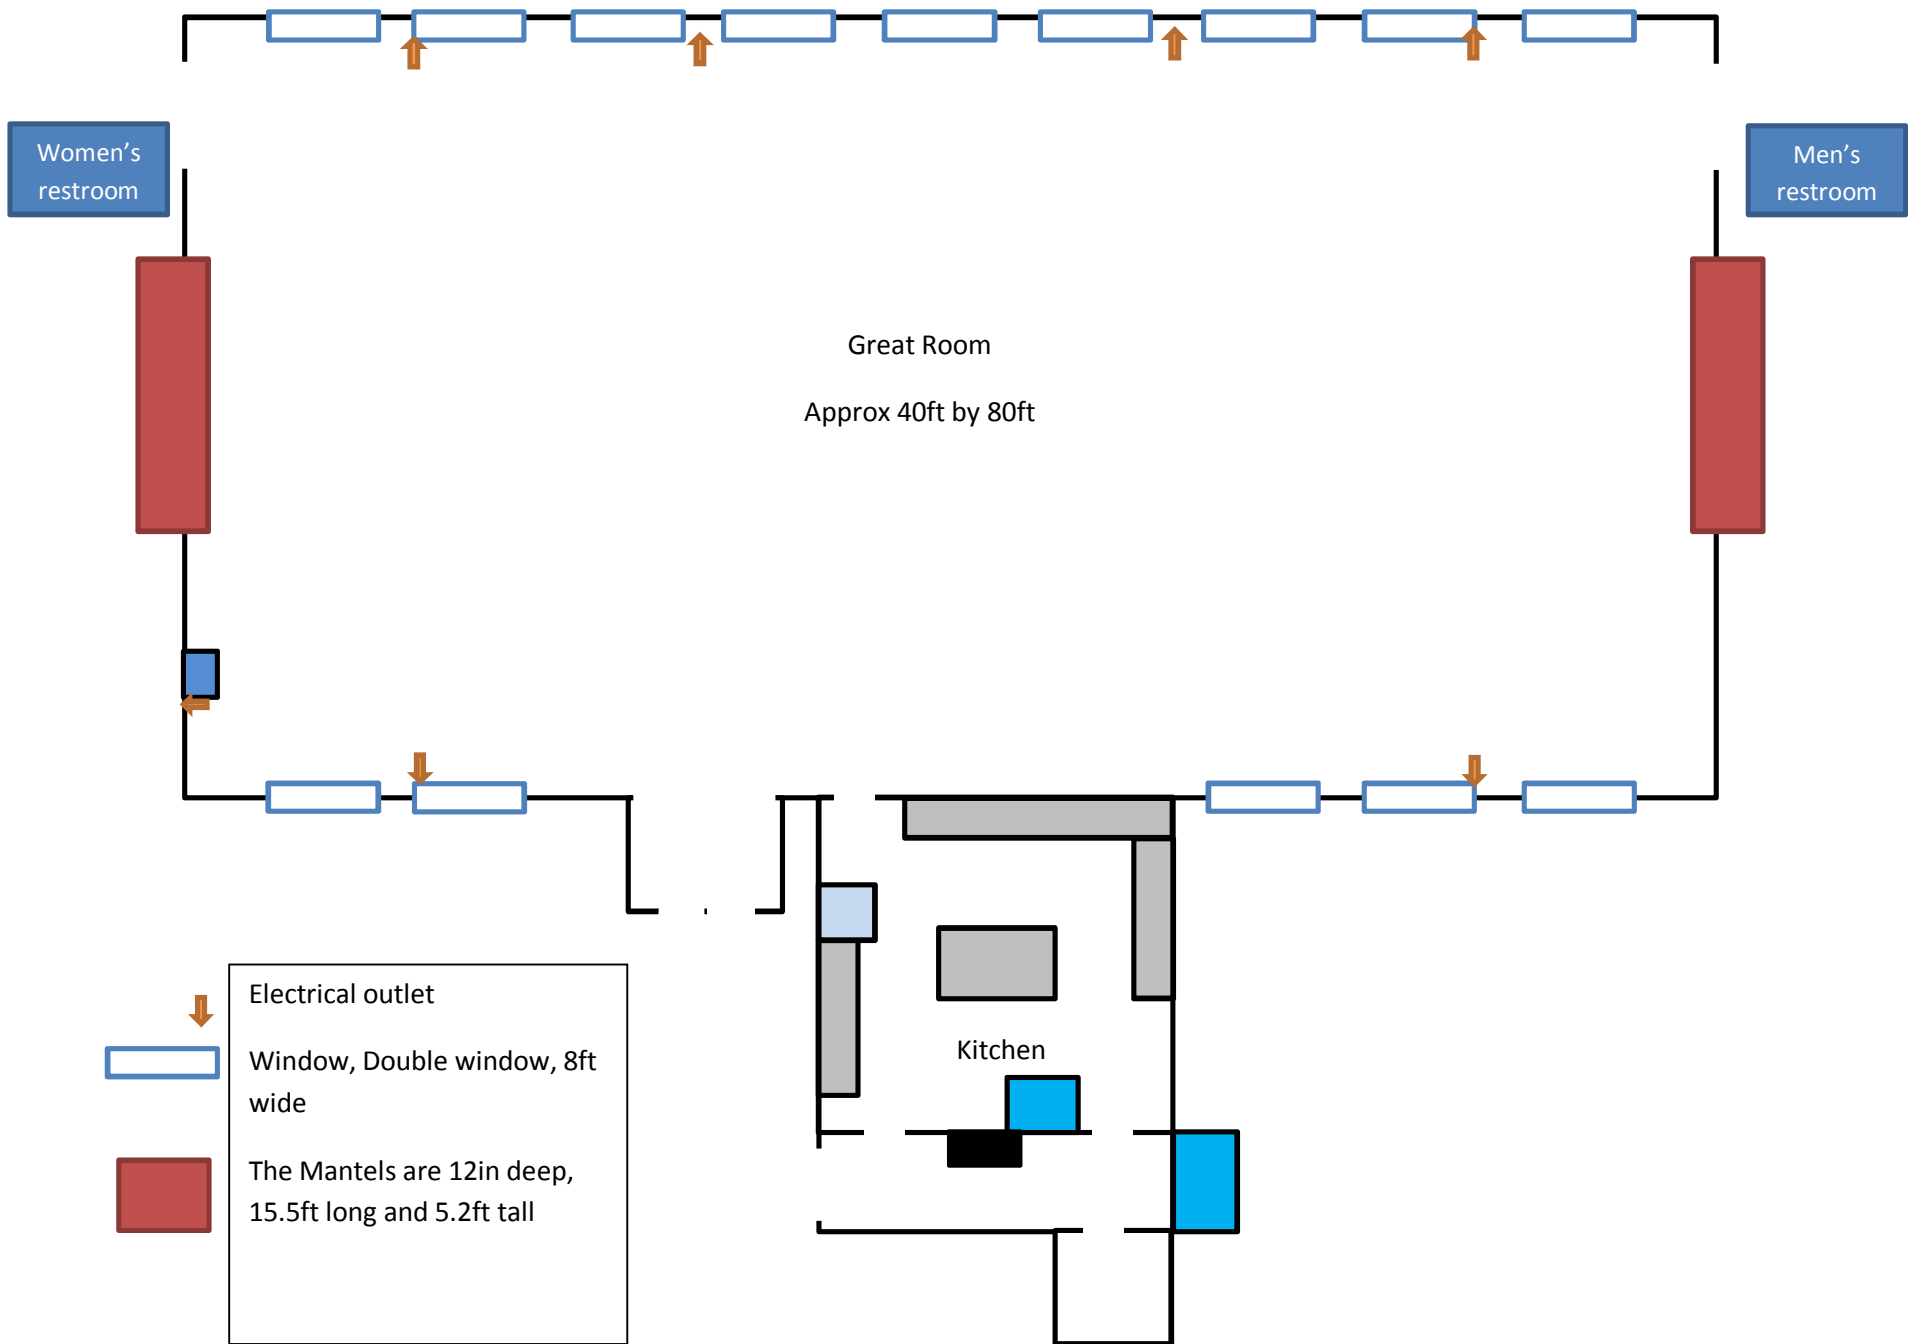 Women’s
restroom
Men’s
restroom
Great Room
Approx 40ft by 80ft
Electrical outlet
Window, Double window, 8ft
wide
The Mantels are 12in deep,
15.5ft long and 5.2ft tall
Kitchen